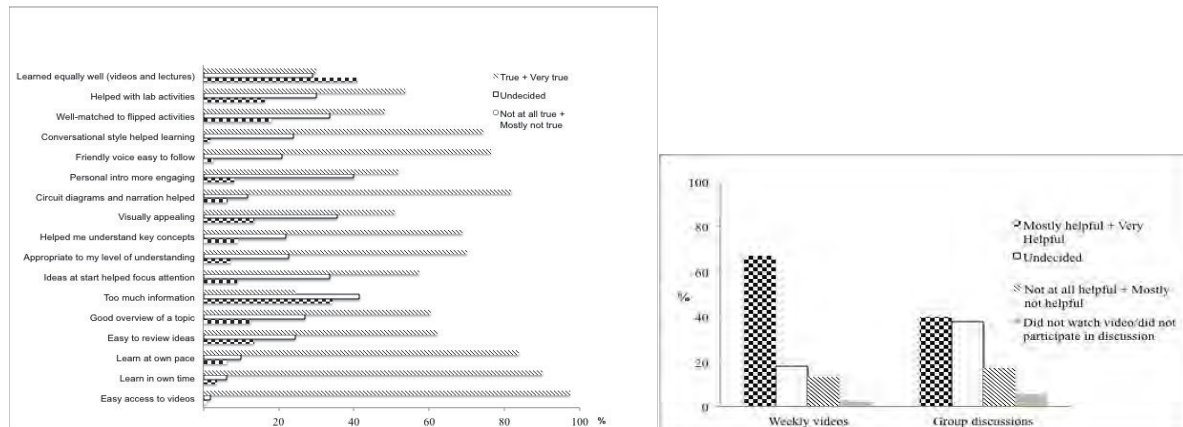 Learned equally well (videos and lectures)
Helped with lab activities
Well-matched to flipped activities
Conversational style helped learning
Friendly voice easy to follow
Personal intro more engaging
Circuit diagrams and narration helped
Visually appealing
Helped me understand key concepts
Appropriate to my level of understanding
Ideas at start helped focus attention
Too much information
Good overview of a topic
Easy to review ideas
Learn at own pace
Learn in own time
Easy access to videos
True + Very true
Undecided
Not at all true +
Mostly not true
20
40
60
80
100
%
100
80
60
40
20
0
%
Mostly helpful + Very
Helpful
Undecided
Not at all helpful + Mostly
not helpful
Did not watch video/did not
participate in discussion
Weekly videos
Group discussions